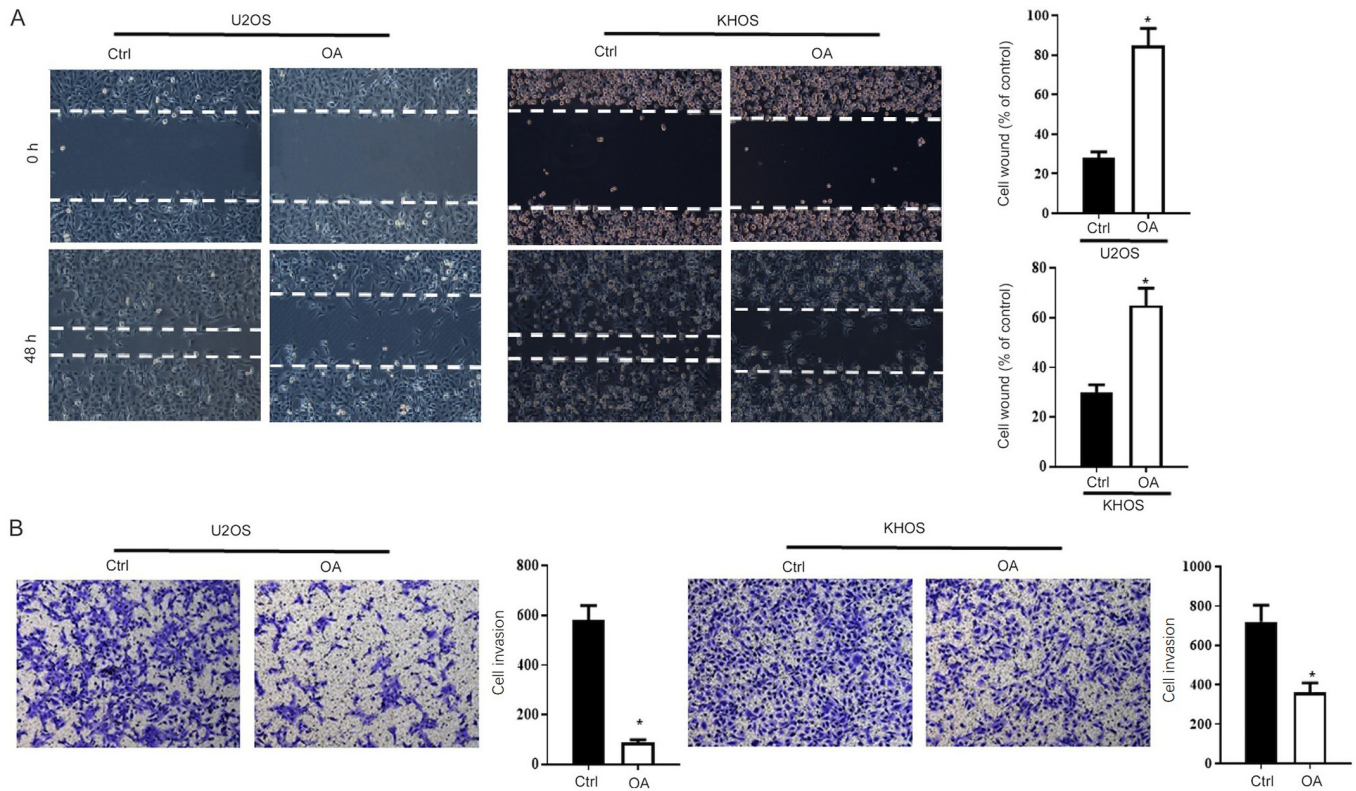 A
U2OS
Ctrl
OA
KHOS
Ctrl
OA
0 h
48 h
Cell wound (% of control)
100
80
60
40
20
0
*
Ctrl
OA
U2OS
Cell wound (% of control)
80
60
40
20
0
*
Ctrl
OA
KHOS
B
U2OS
Ctrl
OA
Cell invasion
800
600
400
200
0
*
Ctrl
OA
KHOS
Ctrl
OA
Cell invasion
1000
800
600
400
200
0
*
Ctrl
OA